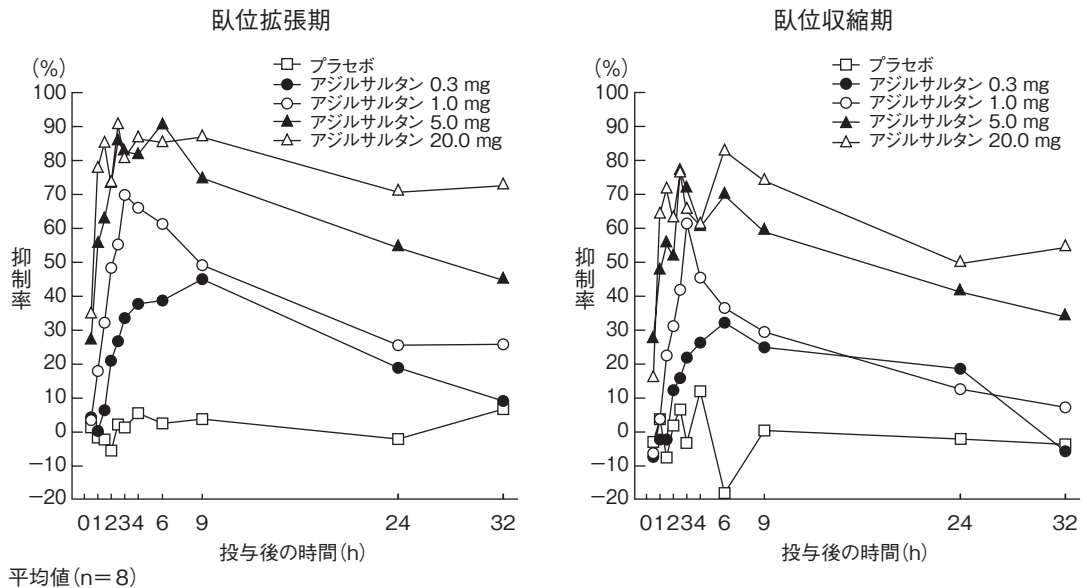 臥位拡張期
(%)
プラセボ
アジルサルタン 0.3 mg
アジルサルタン 1.0 mg
アジルサルタン 5.0 mg
アジルサルタン 20.0 mg
100
90
80
70
60
50
40
30
20
10
0
−10
−20
抑制率
01234 6 9 24 32
投与後の時間(h)
臥位収縮期
(%)
プラセボ
アジルサルタン 0.3 mg
アジルサルタン 1.0 mg
アジルサルタン 5.0 mg
アジルサルタン 20.0 mg
100
90
80
70
60
50
40
30
20
10
0
−10
−20
抑制率
01234 6 9 24 32
投与後の時間(h)
平均値(n=8)